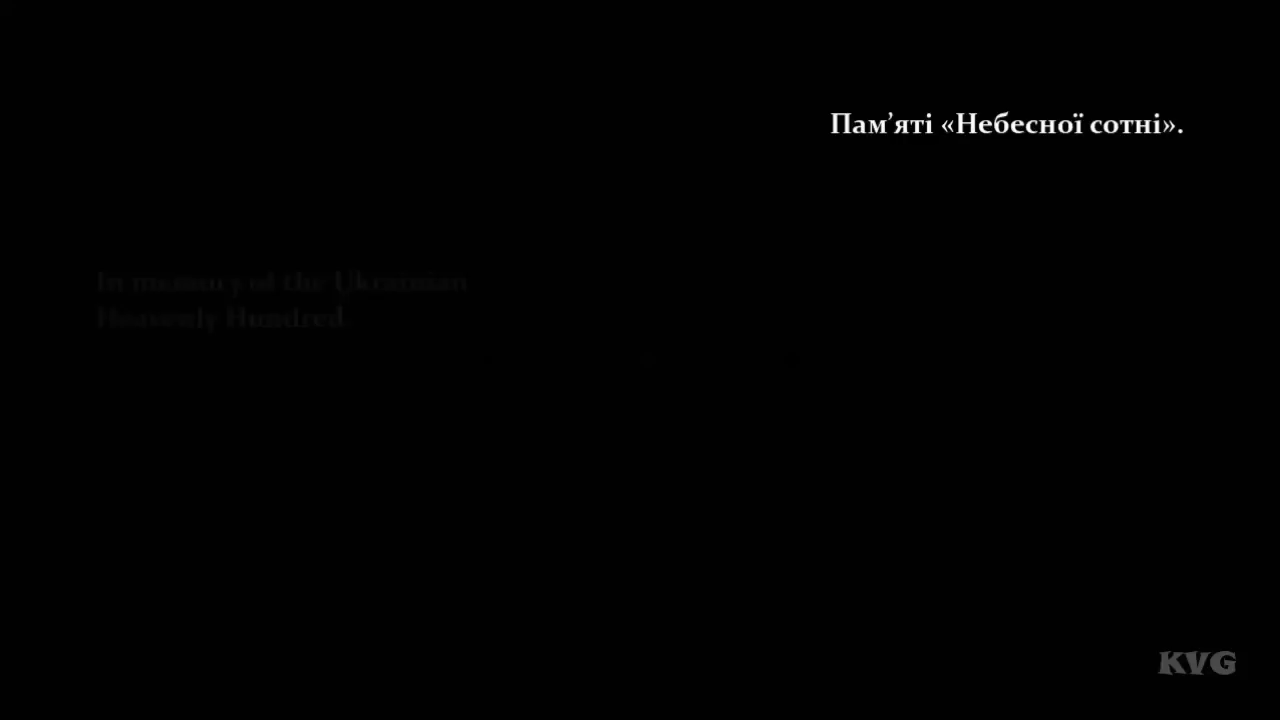 Пам’яті «Небесної сотні».
In memory of the Ukrainian
Heavenly Hundred.
KVG